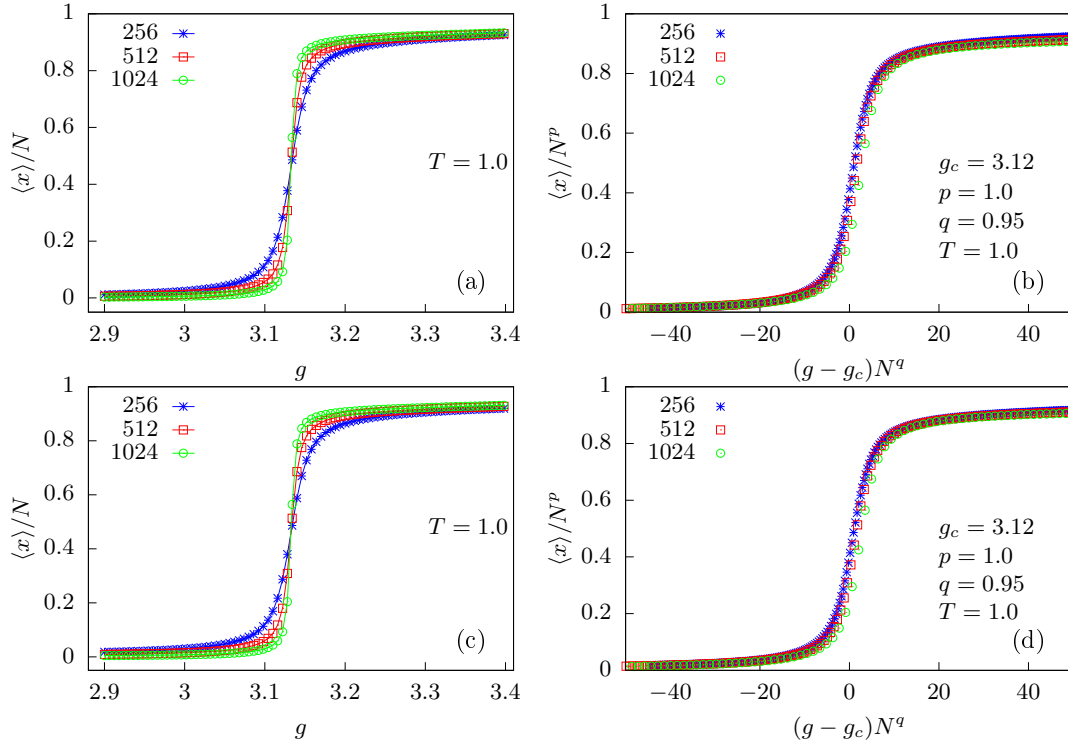 1
0.8
0.6
0.4
0.2
0
⟨x⟩/N
256
512
1024
T = 1.0
(a)
2.9 3 3.1 3.2 3.3 3.4
g
1
0.8
0.6
0.4
0.2
0
⟨x⟩/N^p
256
512
1024
g_c = 3.12
p = 1.0
q = 0.95
T = 1.0
(b)
−40 −20 0 20 40
(g − g_c)N^q
1
0.8
0.6
0.4
0.2
0
⟨x⟩/N
256
512
1024
T = 1.0
(c)
2.9 3 3.1 3.2 3.3 3.4
g
1
0.8
0.6
0.4
0.2
0
⟨x⟩/N^p
256
512
1024
g_c = 3.12
p = 1.0
q = 0.95
T = 1.0
(d)
−40 −20 0 20 40
(g − g_c)N^q